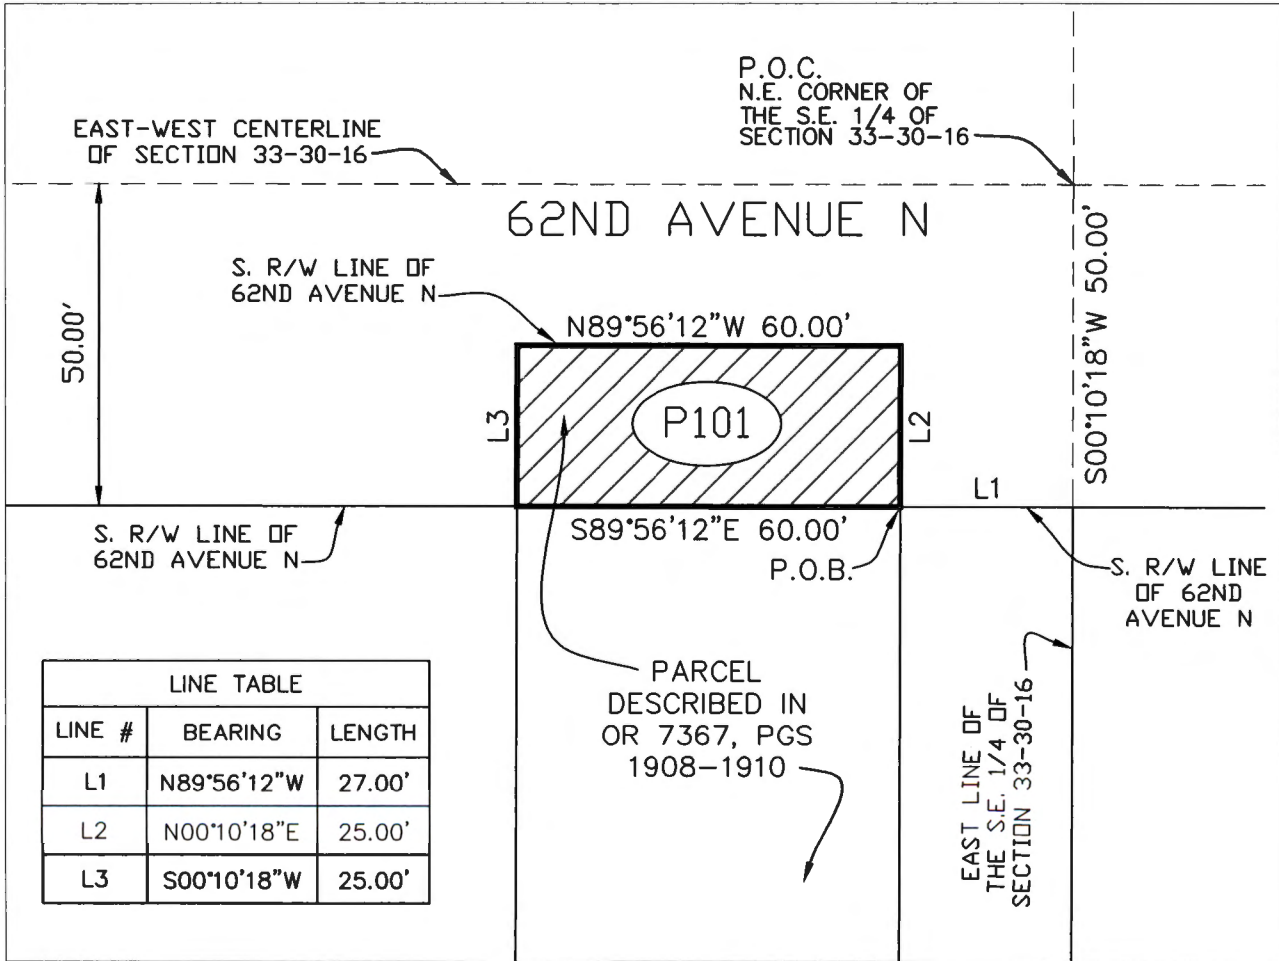 P.O.C.
N.E. CORNER OF
THE S.E. 1/4 OF
SECTION 33-30-16
EAST-WEST CENTERLINE
OF SECTION 33-30-16
62ND AVENUE N
S. R/W LINE OF
62ND AVENUE N
50.00'
S00°10'18"W 50.00'
N89°56'12"W 60.00'
L3
P101
L2
L1
S89°56'12"E 60.00'
P.O.B.
S. R/W LINE OF
62ND AVENUE N
S. R/W LINE
OF 62ND
AVENUE N
PARCEL
DESCRIBED IN
OR 7367, PGS
1908-1910
EAST LINE OF
THE S.E. 1/4 OF
SECTION 33-30-16
LINE TABLE
LINE # BEARING LENGTH
L1 N89°56'12"W 27.00'
L2 N00°10'18"E 25.00'
L3 S00°10'18"W 25.00'